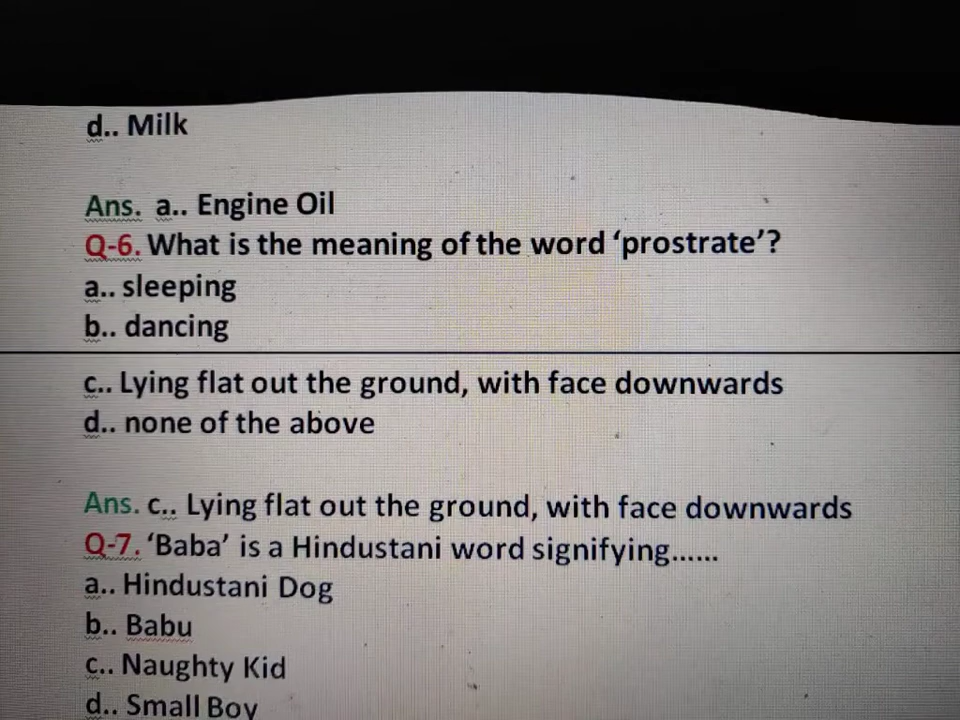 d.. Milk
Ans. a.. Engine Oil
Q-6. What is the meaning of the word ‘prostrate’?
a.. sleeping
b.. dancing
c.. Lying flat out the ground, with face downwards
d.. none of the above
Ans. c.. Lying flat out the ground, with face downwards
Q-7. ‘Baba’ is a Hindustani word signifying......
a.. Hindustani Dog
b.. Babu
c.. Naughty Kid
d.. Small Boy